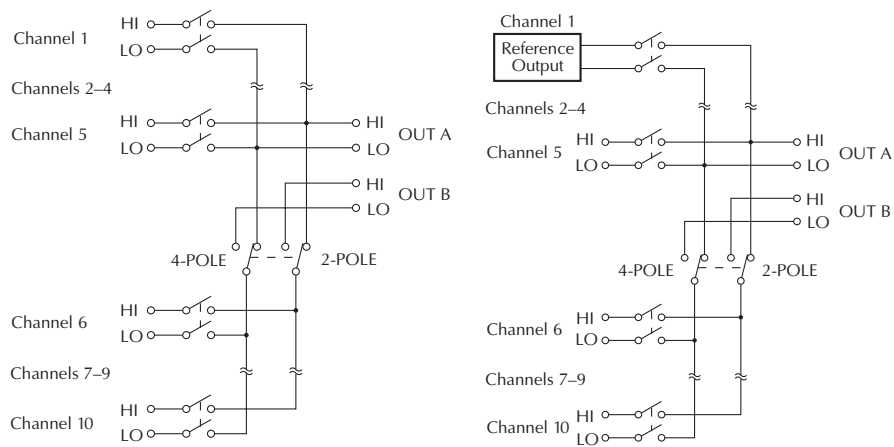 Channel 1
HI
LO
Channels 2–4
Channel 5
HI
LO
HI
LO
OUT A
HI
LO
OUT B
4-POLE
2-POLE
Channel 6
HI
LO
Channels 7–9
Channel 10
HI
LO
Channel 1
Reference
Output
Channels 2–4
Channel 5
HI
LO
HI
LO
OUT A
HI
LO
OUT B
4-POLE
2-POLE
Channel 6
HI
LO
Channels 7–9
Channel 10
HI
LO